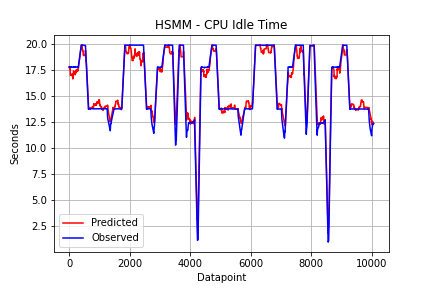 HSMM - CPU Idle Time
20.0
17.5
15.0
12.5
10.0
7.5
5.0
2.5
Seconds
Predicted
Observed
0 2000 4000 6000 8000 10000
Datapoint